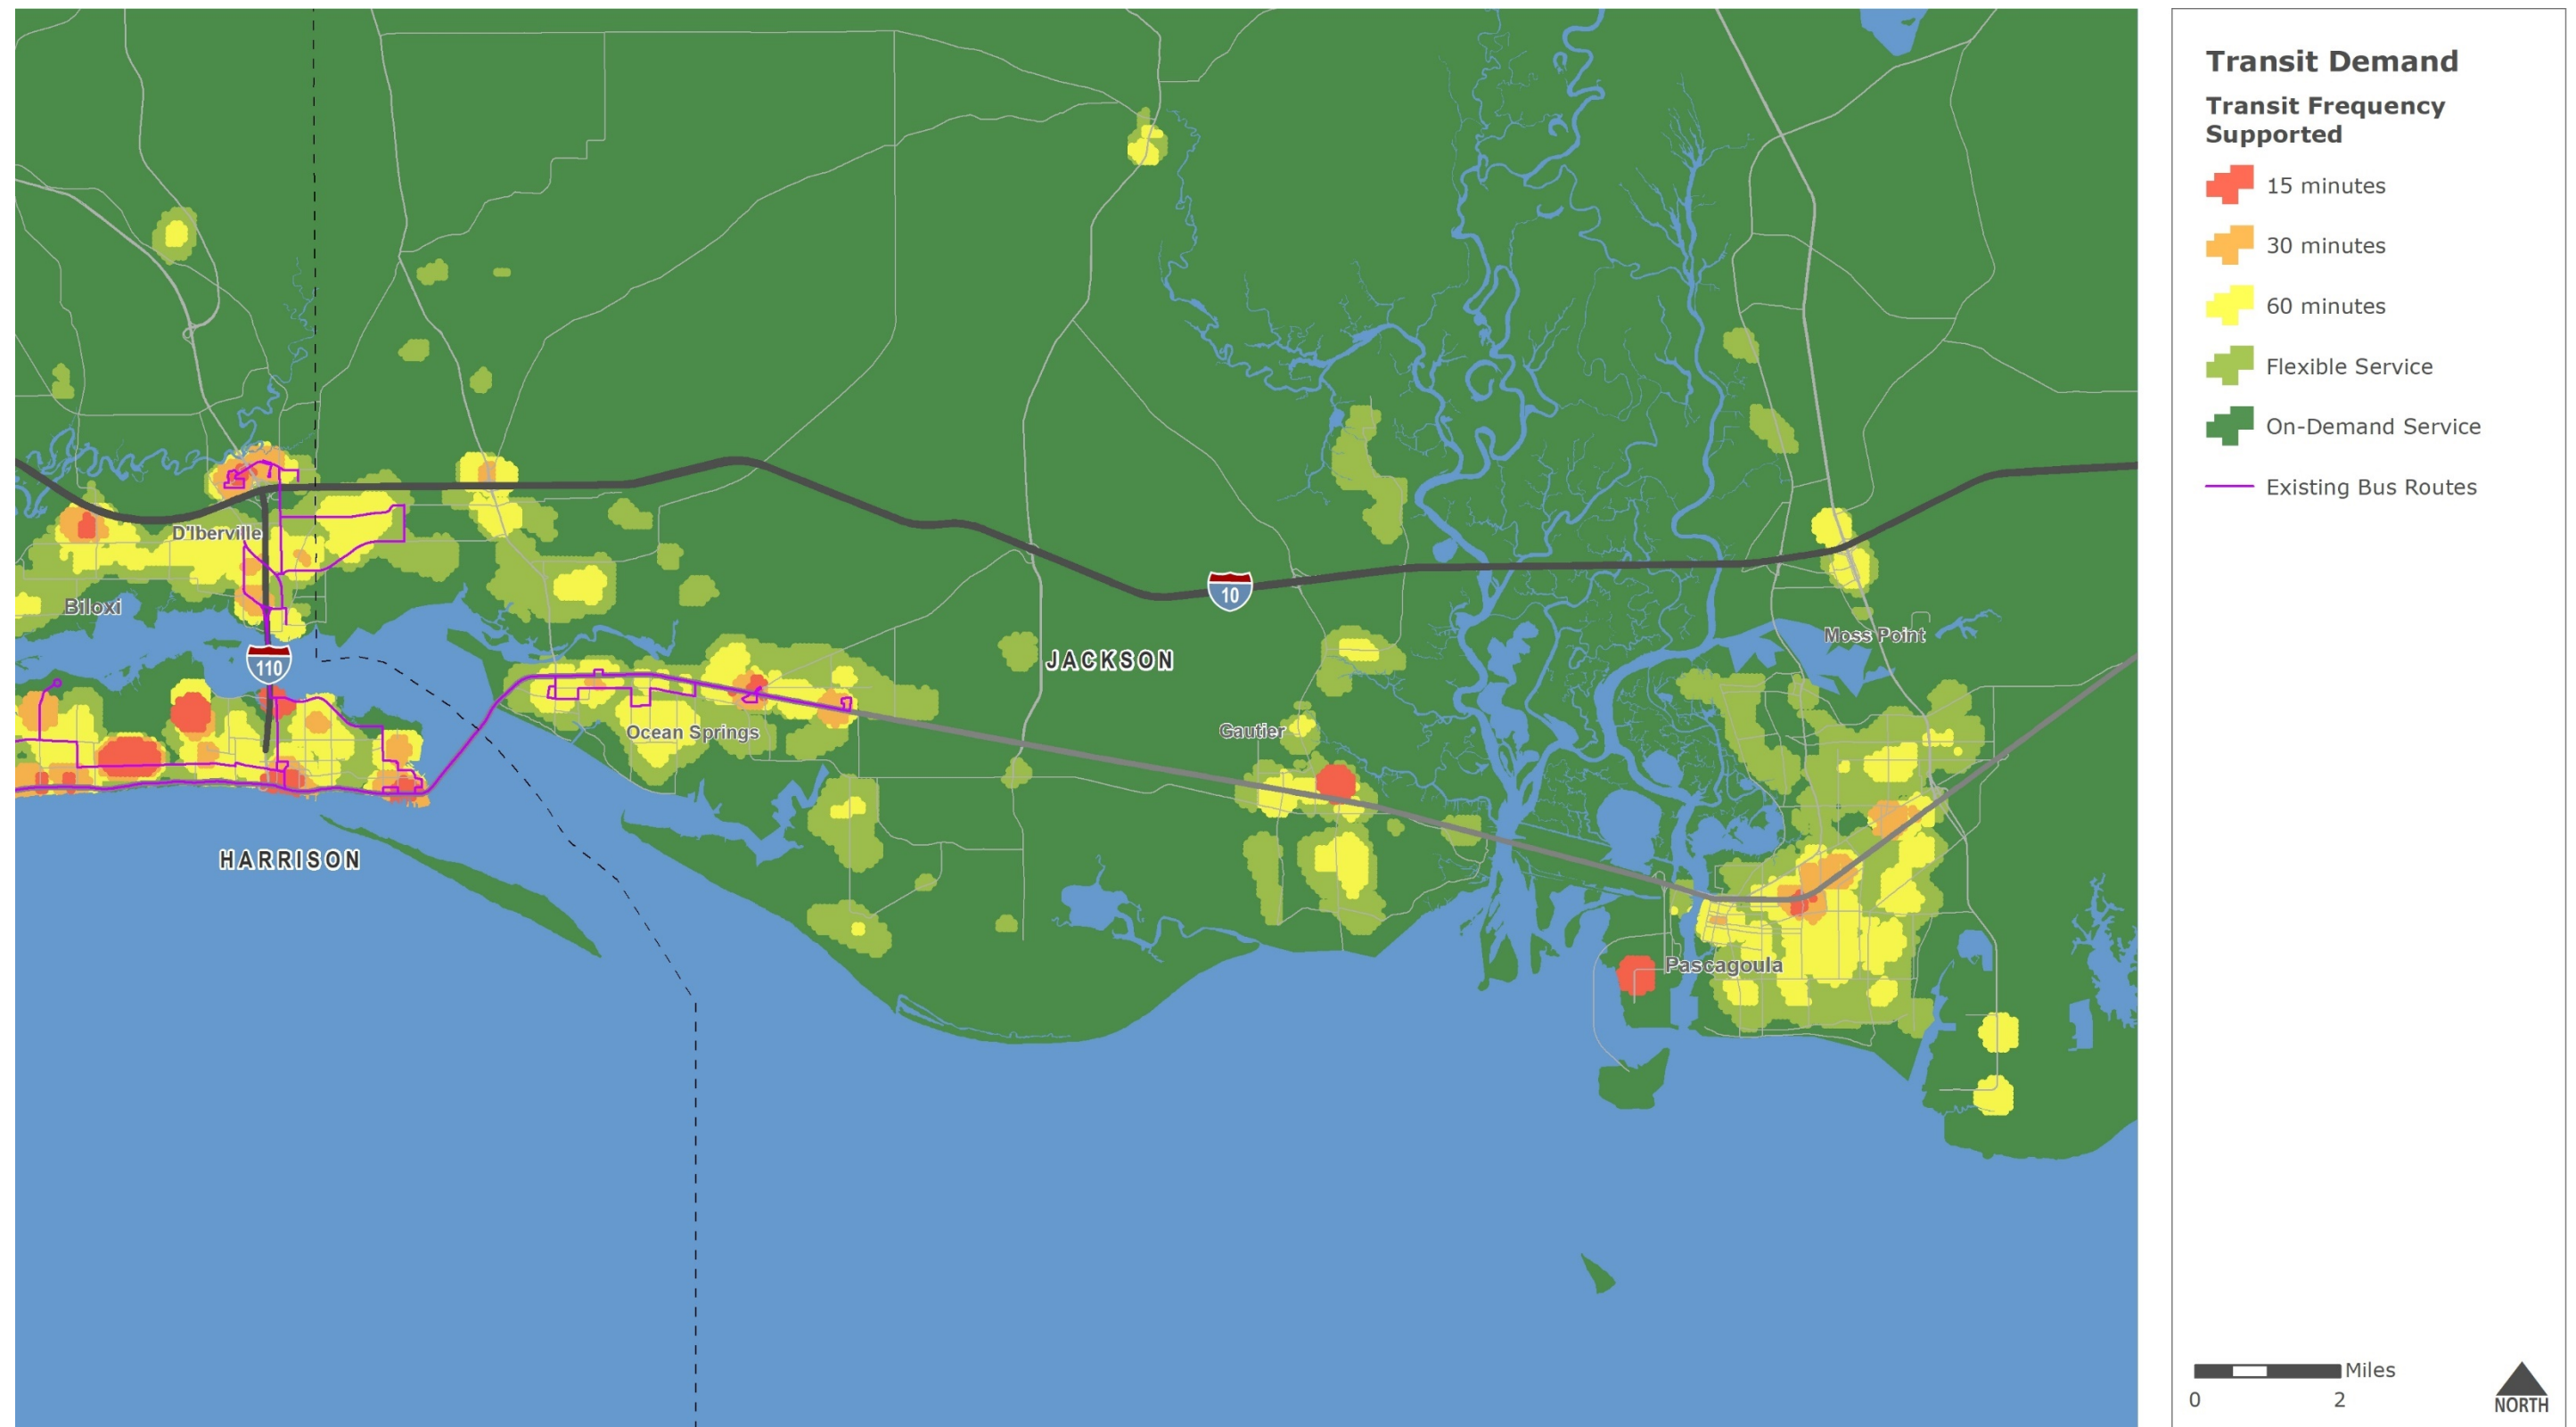 Transit Demand
Transit Frequency
Supported
15 minutes
30 minutes
60 minutes
Flexible Service
On-Demand Service
Existing Bus Routes
D'Iberville
Biloxi
10
Moss Point
110
JACKSON
Ocean Springs
Gautier
HARRISON
Pascagoula
Miles
0 2
NORTH